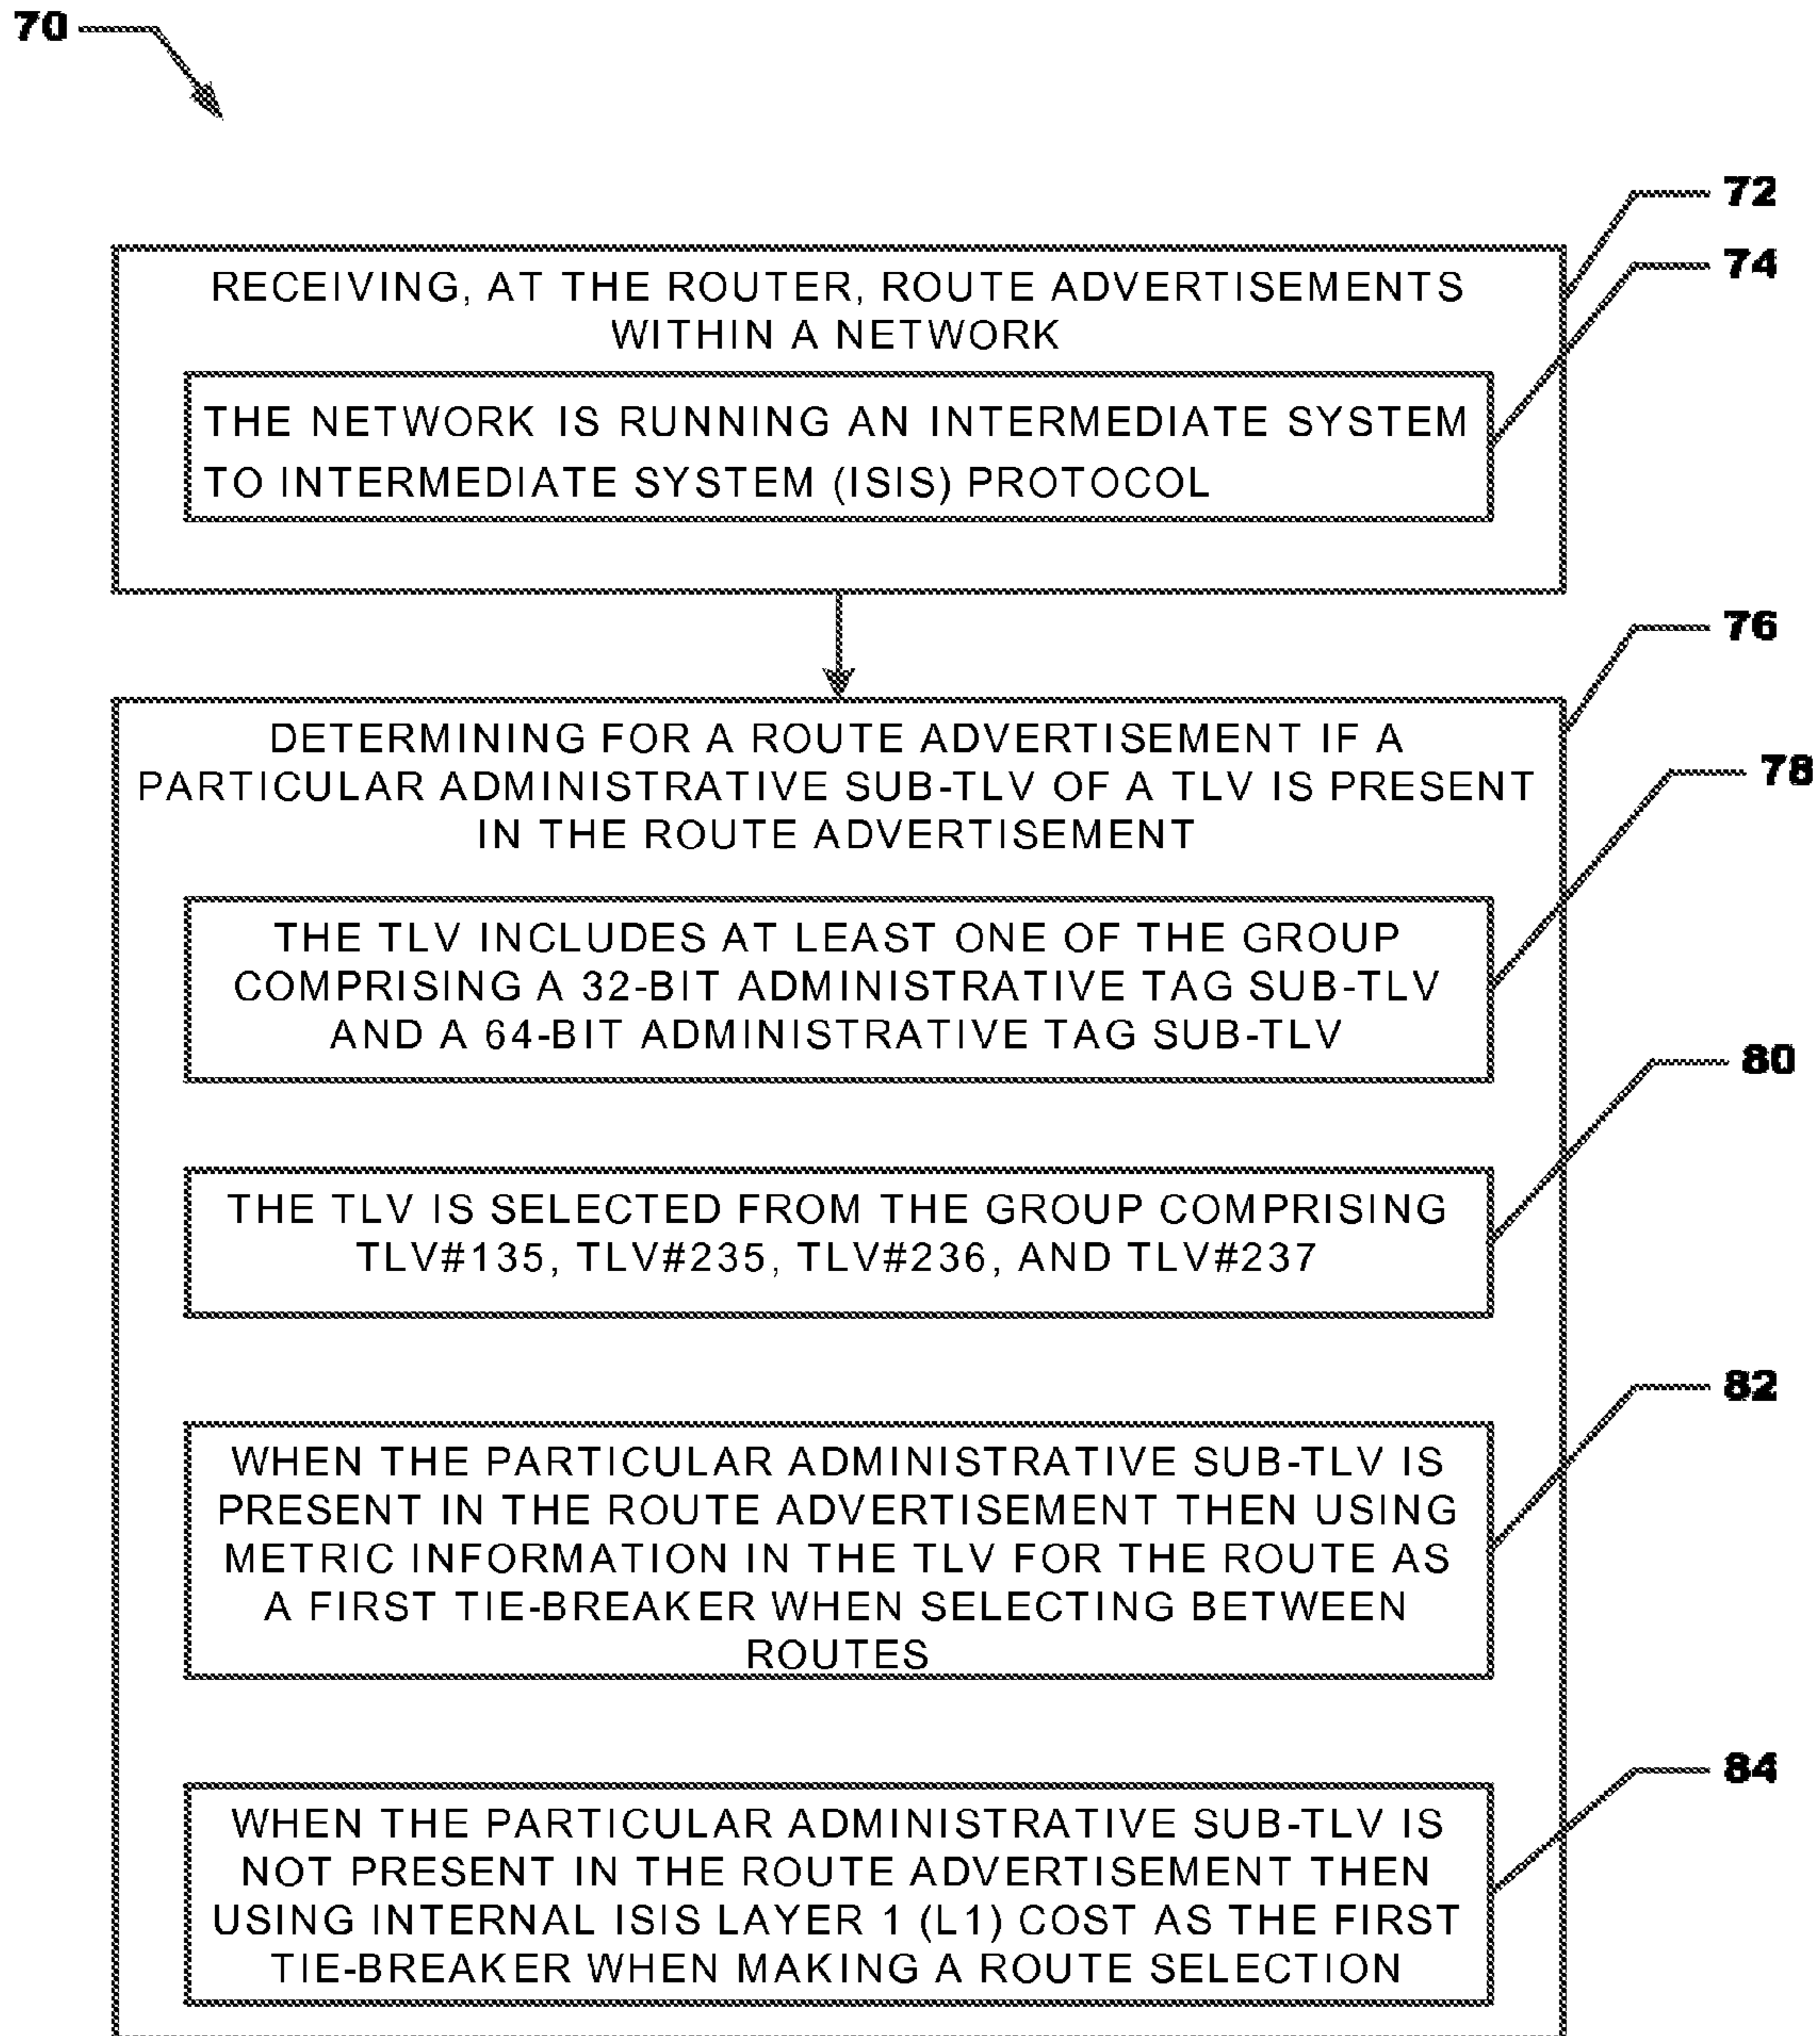 70
72
RECEIVING, AT THE ROUTER, ROUTE ADVERTISEMENTS
WITHIN A NETWORK
74
THE NETWORK IS RUNNING AN INTERMEDIATE SYSTEM
TO INTERMEDIATE SYSTEM (ISIS) PROTOCOL
76
DETERMINING FOR A ROUTE ADVERTISEMENT IF A
PARTICULAR ADMINISTRATIVE SUB-TLV OF A TLV IS PRESENT
IN THE ROUTE ADVERTISEMENT
78
THE TLV INCLUDES AT LEAST ONE OF THE GROUP
COMPRISING A 32-BIT ADMINISTRATIVE TAG SUB-TLV
AND A 64-BIT ADMINISTRATIVE TAG SUB-TLV
80
THE TLV IS SELECTED FROM THE GROUP COMPRISING
TLV#135, TLV#235, TLV#236, AND TLV#237
82
WHEN THE PARTICULAR ADMINISTRATIVE SUB-TLV IS
PRESENT IN THE ROUTE ADVERTISEMENT THEN USING
METRIC INFORMATION IN THE TLV FOR THE ROUTE AS
A FIRST TIE-BREAKER WHEN SELECTING BETWEEN
ROUTES
84
WHEN THE PARTICULAR ADMINISTRATIVE SUB-TLV IS
NOT PRESENT IN THE ROUTE ADVERTISEMENT THEN
USING INTERNAL ISIS LAYER 1 (L1) COST AS THE FIRST
TIE-BREAKER WHEN MAKING A ROUTE SELECTION